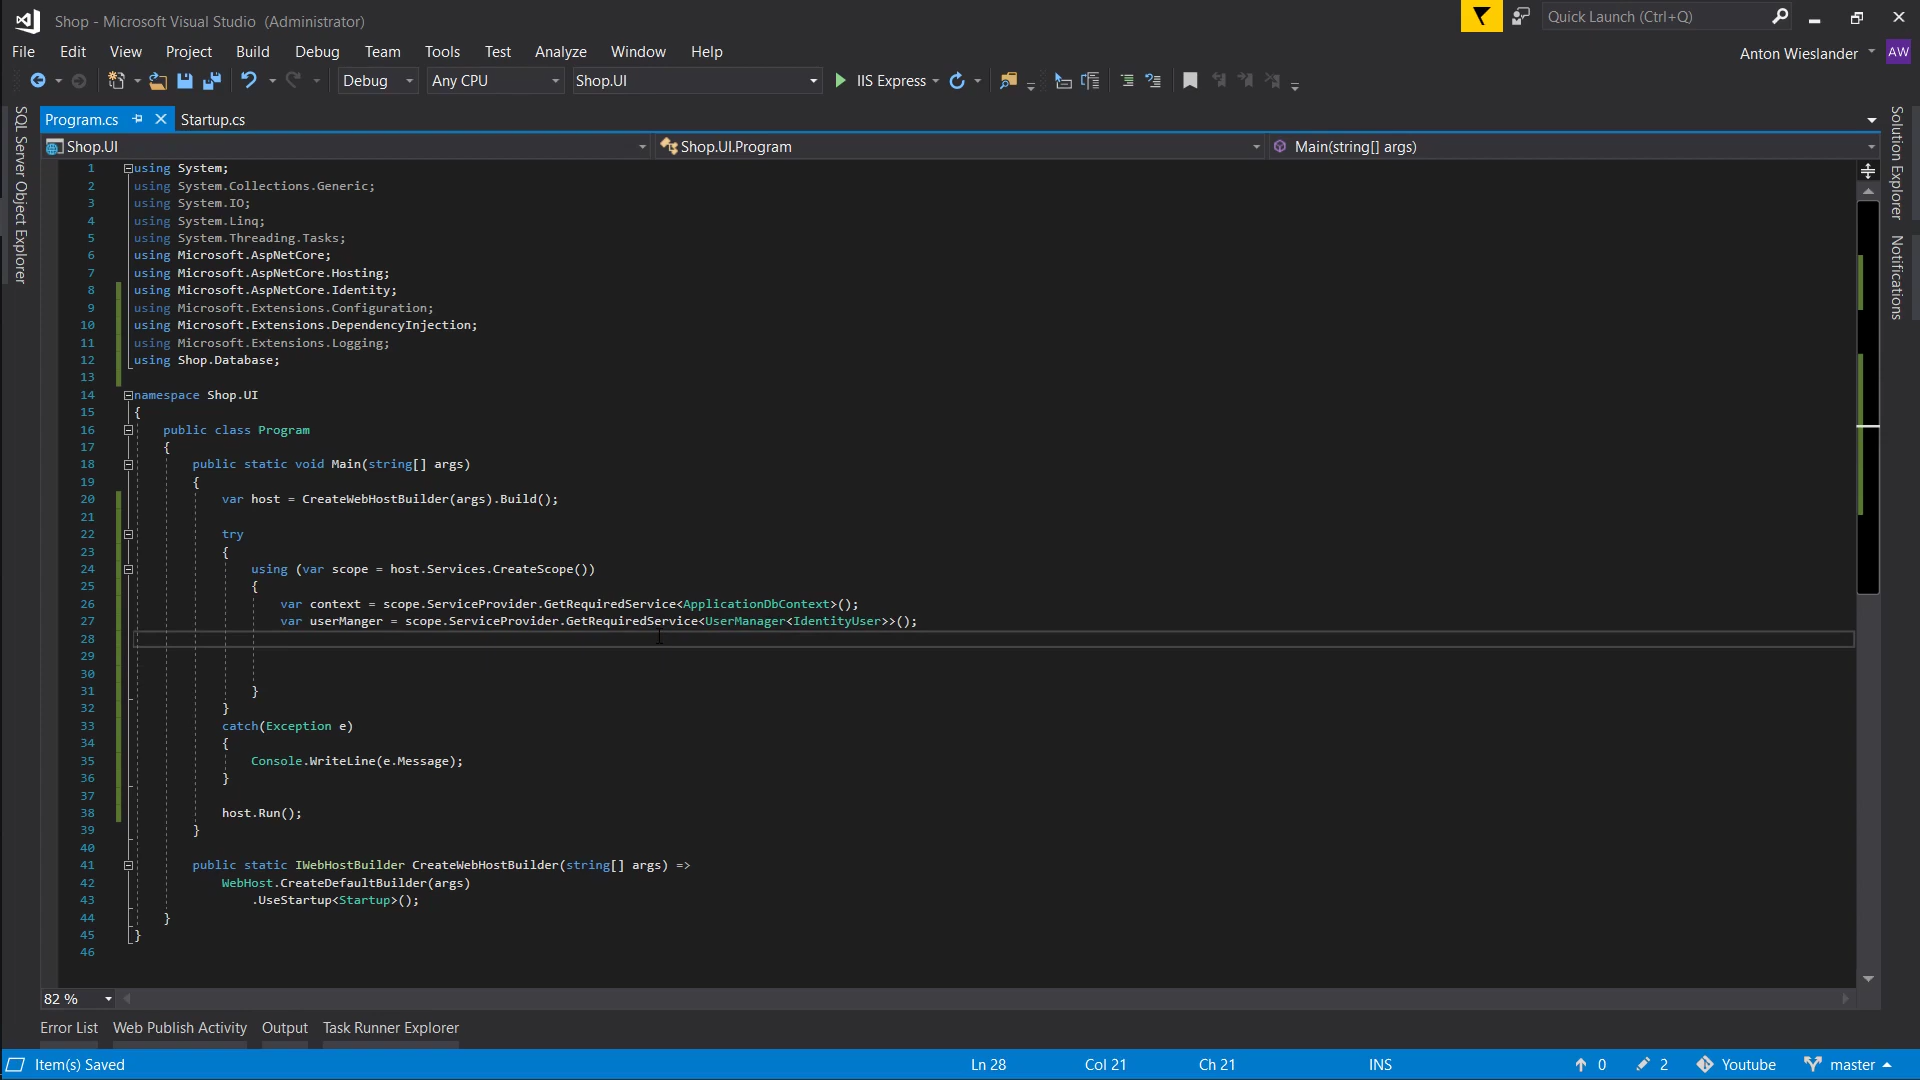 Shop - Microsoft Visual Studio (Administrator)
Quick Launch (Ctrl+Q)
File Edit View Project Build Debug Team Tools Test Analyze Window Help
Anton Wieslander AW
Debug Any CPU Shop.UI IIS Express
SQL Server Object Explorer
Solution Explorer
Notifications
Program.cs Startup.cs
Shop.UI Shop.UI.Program Main(string[] args)
1 using System;
2 using System.Collections.Generic;
3 using System.IO;
4 using System.Linq;
5 using System.Threading.Tasks;
6 using Microsoft.AspNetCore;
7 using Microsoft.AspNetCore.Hosting;
8 using Microsoft.AspNetCore.Identity;
9 using Microsoft.Extensions.Configuration;
10 using Microsoft.Extensions.DependencyInjection;
11 using Microsoft.Extensions.Logging;
12 using Shop.Database;
13
14 namespace Shop.UI
15 {
16 public class Program
17 {
18 public static void Main(string[] args)
19 {
20 var host = CreateWebHostBuilder(args).Build();
21
22 try
23 {
24 using (var scope = host.Services.CreateScope())
25 {
26 var context = scope.ServiceProvider.GetRequiredService<ApplicationDbContext>();
27 var userManger = scope.ServiceProvider.GetRequiredService<UserManager<IdentityUser>>();
28
29
30
31 }
32 }
33 catch(Exception e)
34 {
35 Console.WriteLine(e.Message);
36 }
37
38 host.Run();
39 }
40
41 public static IWebHostBuilder CreateWebHostBuilder(string[] args) =>
42 WebHost.CreateDefaultBuilder(args)
43 .UseStartup<Startup>();
44 }
45 }
46
82 %
Error List Web Publish Activity Output Task Runner Explorer
Item(s) Saved Ln 28 Col 21 Ch 21 INS 0 2 Youtube master